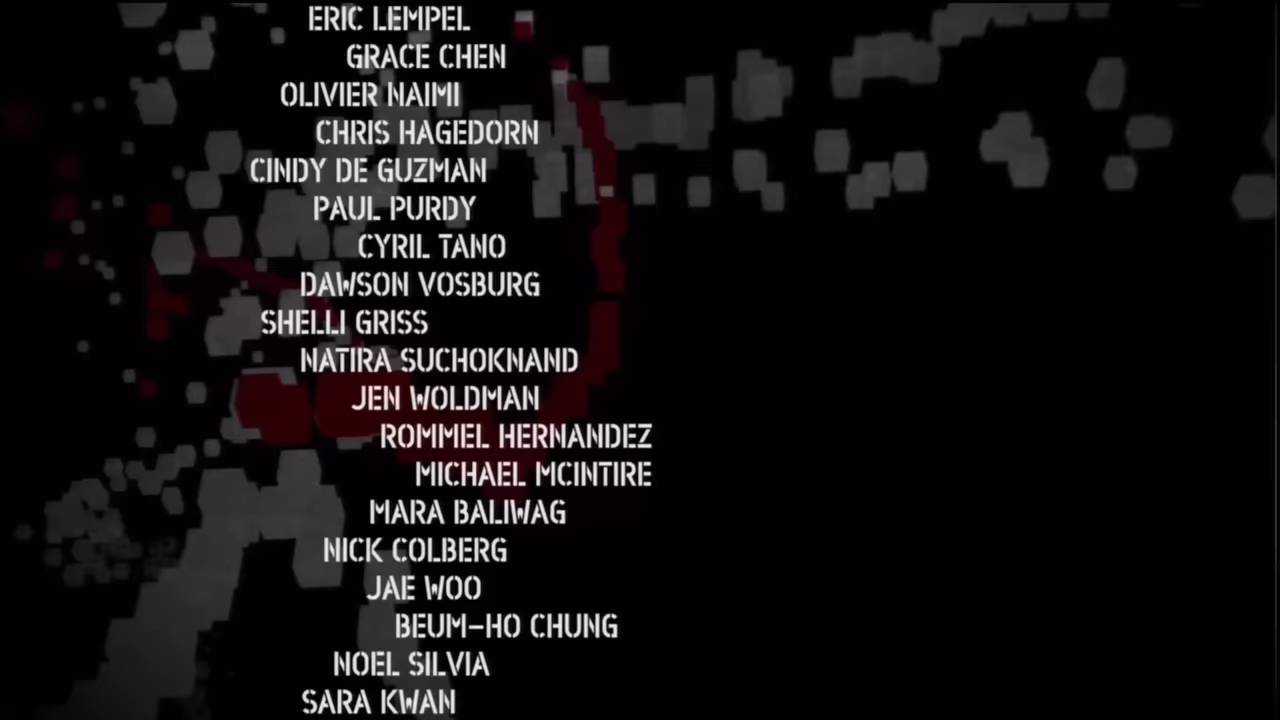 ERIC LEMPEL
GRACE CHEN
OLIVIER NAIMI
CHRIS HAGEDORN
CINDY DE GUZMAN
PAUL PURDY
CYRIL TANO
DAWSON VOSBURG
SHELLI GRISS
NATIRA SUCHOKNAND
JEN WOLDMAN
ROMMEL HERNANDEZ
MICHAEL MCINTIRE
MARA BALIWAG
NICK COLBERG
JAE WOO
BEUM-HO CHUNG
NOEL SILVIA
SARA KWAN